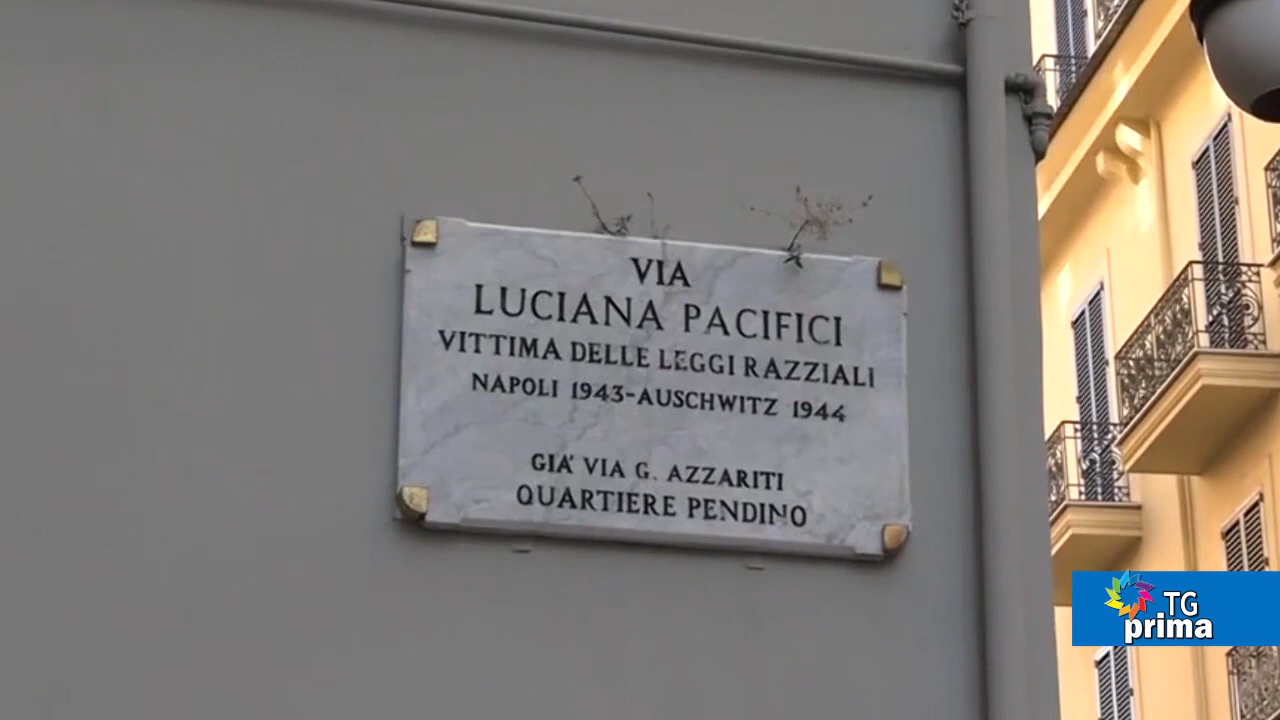 VIA
LUCIANA PACIFICI
VITTIMA DELLE LEGGI RAZZIALI
NAPOLI 1943-AUSCHWITZ 1944
GIA' VIA G. AZZARITI
QUARTIERE PENDINO
TG
prima